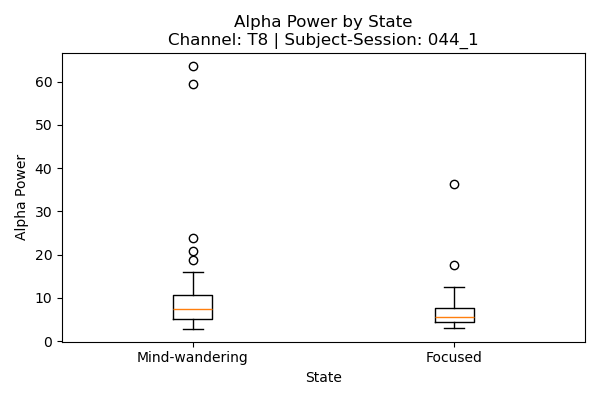 Alpha Power by State
Channel: T8 | Subject-Session: 044_1
60
50
40
30
20
10
0
Alpha Power
Mind-wandering
Focused
State